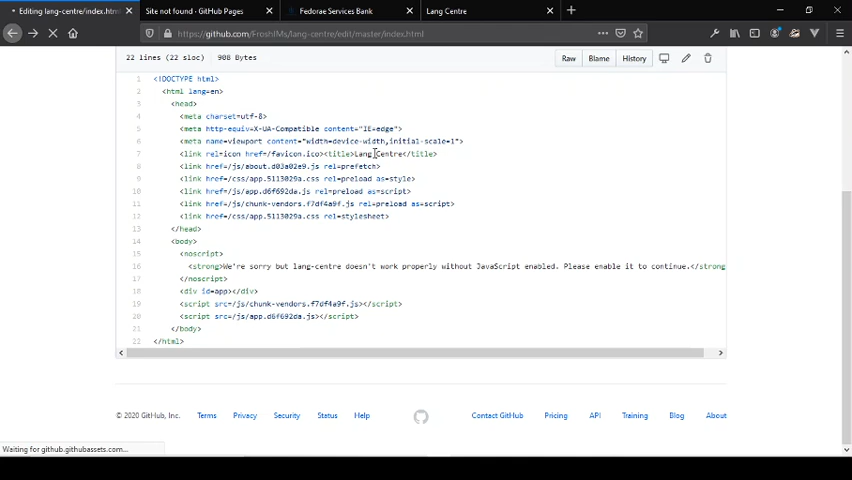 Editing lang-centre/index.html
Site not found · GitHub Pages
Fedorae Services Bank
Lang Centre
https://github.com/FroshIMs/lang-centre/edit/master/index.html
22 lines (22 sloc) 908 Bytes
Raw Blame History
1 <!DOCTYPE html>
2 <html lang=en>
3 <head>
4 <meta charset=utf-8>
5 <meta http-equiv=X-UA-Compatible content="IE=edge">
6 <meta name=viewport content="width=device-width,initial-scale=1">
7 <link rel=icon href=/favicon.ico><title>Lang Centre</title>
8 <link href=/js/about.d03a02e9.js rel=prefetch>
9 <link href=/css/app.5113029a.css rel=preload as=style>
10 <link href=/js/app.d6f692da.js rel=preload as=script>
11 <link href=/js/chunk-vendors.f7df4a9f.js rel=preload as=script>
12 <link href=/css/app.5113029a.css rel=stylesheet>
13 </head>
14 <body>
15 <noscript>
16 <strong>We're sorry but lang-centre doesn't work properly without JavaScript enabled. Please enable it to continue.</strong
17 </noscript>
18 <div id=app></div>
19 <script src=/js/chunk-vendors.f7df4a9f.js></script>
20 <script src=/js/app.d6f692da.js></script>
21 </body>
22 </html>
© 2020 GitHub, Inc. Terms Privacy Security Status Help Contact GitHub Pricing API Training Blog About
Waiting for github.githubassets.com...